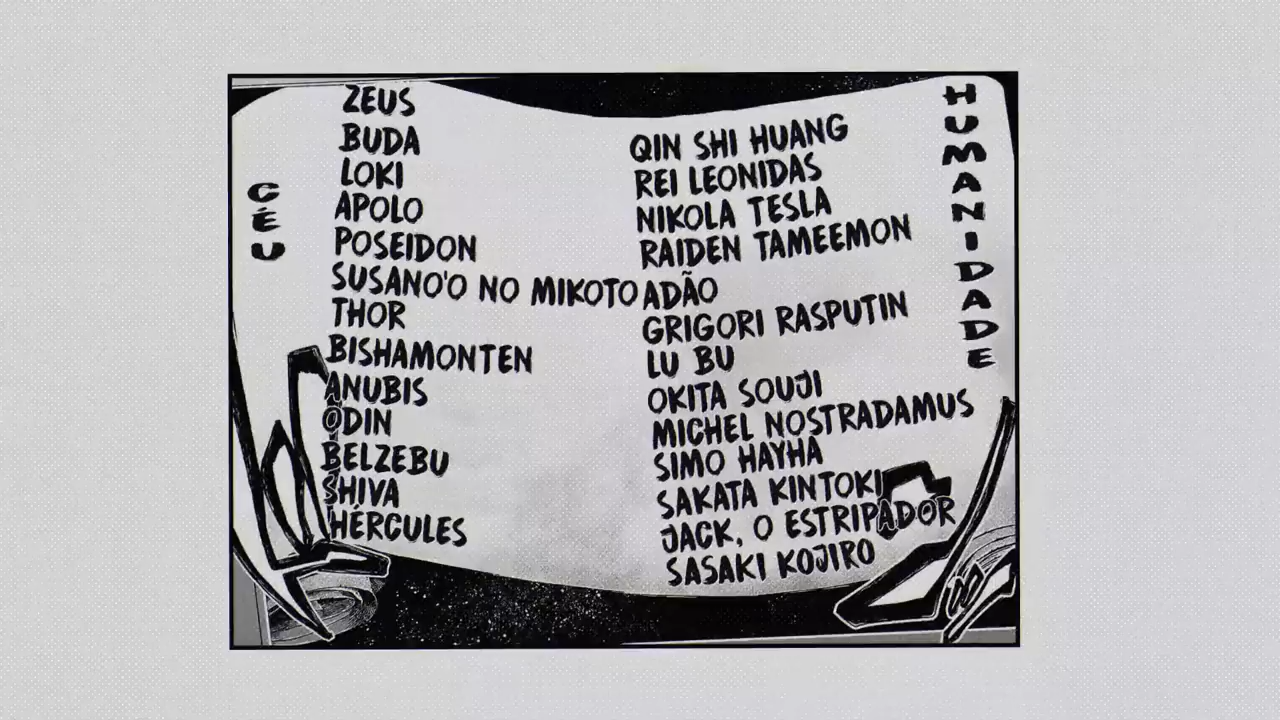 CÉU
ZEUS
BUDA
LOKI
APOLO
POSEIDON
SUSANO'O NO MIKOTO
THOR
BISHAMONTEN
ANUBIS
ODIN
BELZEBU
SHIVA
HÉRCULES
HUMANIDADE
QIN SHI HUANG
REI LEONIDAS
NIKOLA TESLA
RAIDEN TAMEEMON
ADÃO
GRIGORI RASPUTIN
LU BU
OKITA SOUJI
MICHEL NOSTRADAMUS
SIMO HAYHA
SAKATA KINTOKI
JACK, O ESTRIPADOR
SASAKI KOJIRO